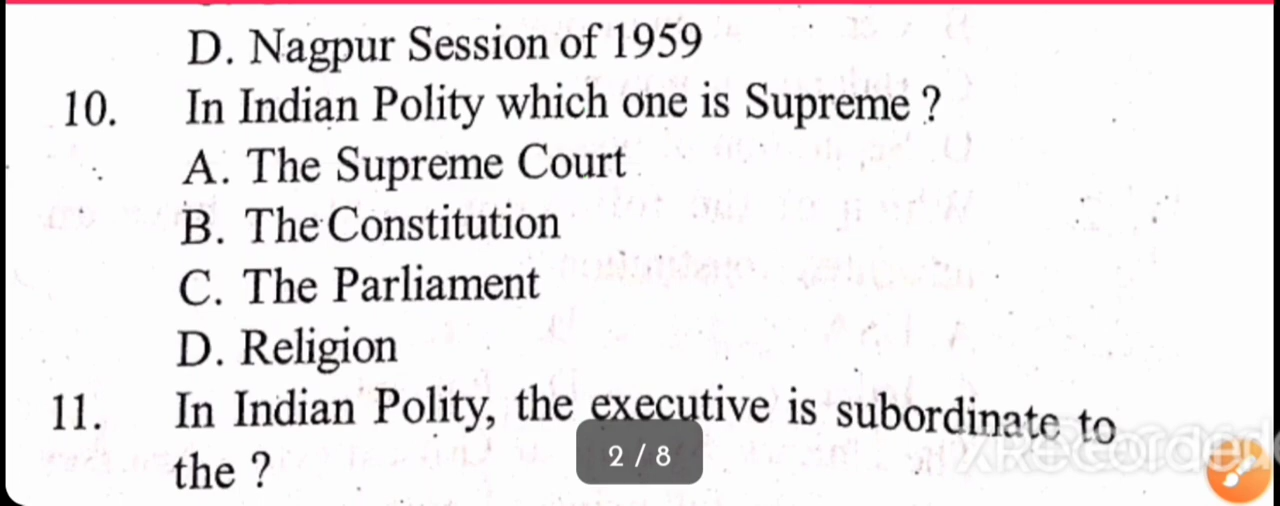 D. Nagpur Session of 1959
10. In Indian Polity which one is Supreme ?
A. The Supreme Court
B. The Constitution
C. The Parliament
D. Religion
11. In Indian Polity, the executive is subordinate to
the ?
2 / 8
XRecorder